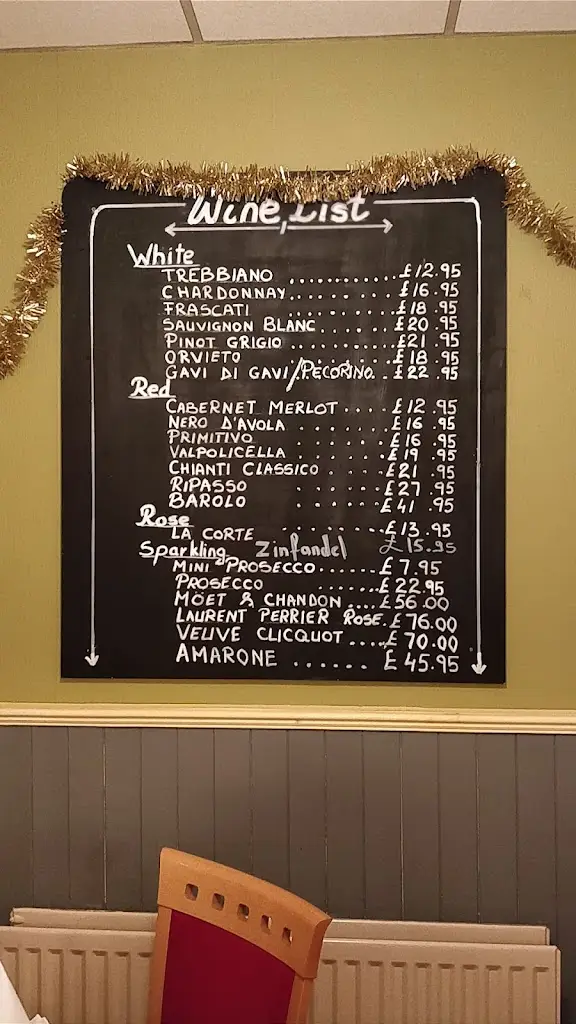 Wine List
White
TREBBIANO ............ £12.95
CHARDONNAY............ £16.95
FRASCATI ............ £18.95
SAUVIGNON BLANC......... £20.95
PINOT GRIGIO ............ £21.95
ORVIETO ............ £18.95
GAVI DI GAVI/PECORINO... £22.95
Red
CABERNET MERLOT .... £12.95
NERO D'AVOLA ........ £16.95
PRIMITIVO ........ £16.95
VALPOLICELLA ........ £19.95
CHIANTI CLASSICO ..... £21.95
RIPASSO ...... £27.95
BAROLO ...... £41.95
Rose
LA CORTE ......... £13.95
Sparkling Zinfandel £15.95
MINI PROSECCO...... £7.95
PROSECCO ......... £22.95
MÖET & CHANDON .... £56.00
LAURENT PERRIER ROSE. £76.00
VEUVE CLICQUOT ..... £70.00
AMARONE ...... £45.95